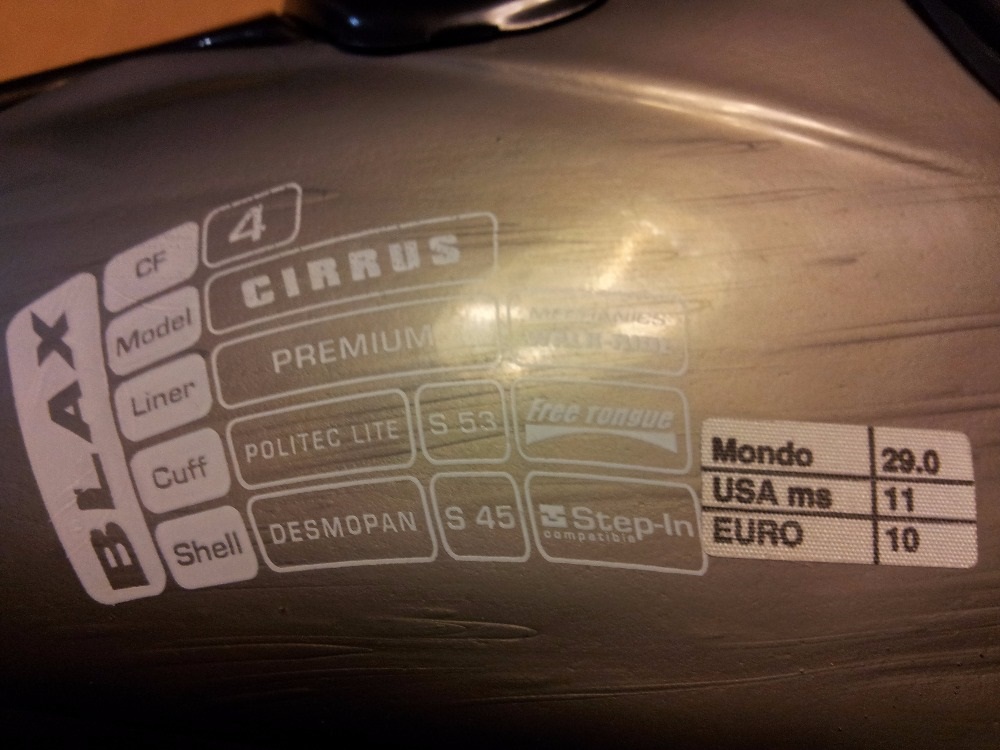 BLAX
CF 4
Model CIRRUS
Liner PREMIUM MECHANICS
Cuff POLITEC LITE S 53 Free Tongue
Shell DESMOPAN S 45 Step-In
compatible
Mondo 29.0
USA ms 11
EURO 10